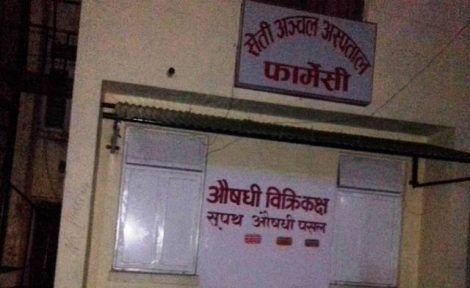 सेती अञ्चल अस्पताल
फार्मेसी
औषधी विक्रिकक्ष
सुपथ औषधी पसल